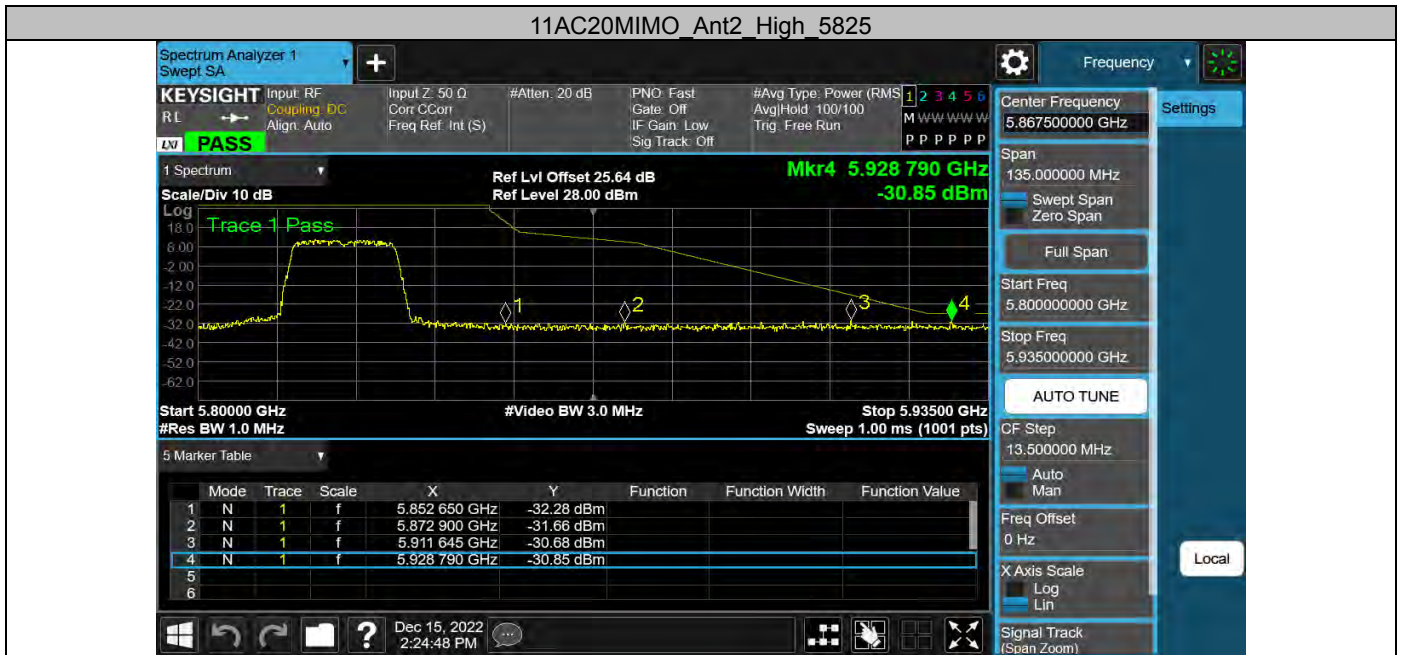 11AC20MIMO_Ant2_High_5825
Spectrum Analyzer 1
Swept SA
Frequency
KEYSIGHT
RL
LXI
PASS
Input: RF
Coupling: DC
Align: Auto
Input Z: 50 Ω
Corr CCorr
Freq Ref: Int (S)
#Atten: 20 dB
PNO: Fast
Gate: Off
IF Gain: Low
Sig Track: Off
#Avg Type: Power (RMS
Avg|Hold: 100/100
Trig: Free Run
1 2 3 4 5 6
M W W W W W
P P P P P P
1 Spectrum
Scale/Div 10 dB
Ref Lvl Offset 25.64 dB
Ref Level 28.00 dBm
Mkr4 5.928 790 GHz
-30.85 dBm
Log
Trace 1 Pass
18.0
8.00
-2.00
-12.0
-22.0
-32.0
-42.0
-52.0
-62.0
1
2
3
4
Start 5.80000 GHz
#Video BW 3.0 MHz
Stop 5.93500 GHz
#Res BW 1.0 MHz
Sweep 1.00 ms (1001 pts)
5 Marker Table
Mode Trace Scale X Y Function Function Width Function Value
1 N 1 f 5.852 650 GHz -32.28 dBm
2 N 1 f 5.872 900 GHz -31.66 dBm
3 N 1 f 5.911 645 GHz -30.68 dBm
4 N 1 f 5.928 790 GHz -30.85 dBm
5
6
?
Dec 15, 2022
2:24:48 PM
Center Frequency
5.867500000 GHz
Settings
Span
135.000000 MHz
Swept Span
Zero Span
Full Span
Start Freq
5.800000000 GHz
Stop Freq
5.935000000 GHz
AUTO TUNE
CF Step
13.500000 MHz
Auto
Man
Freq Offset
0 Hz
X Axis Scale
Log
Lin
Signal Track
(Span Zoom)
Local